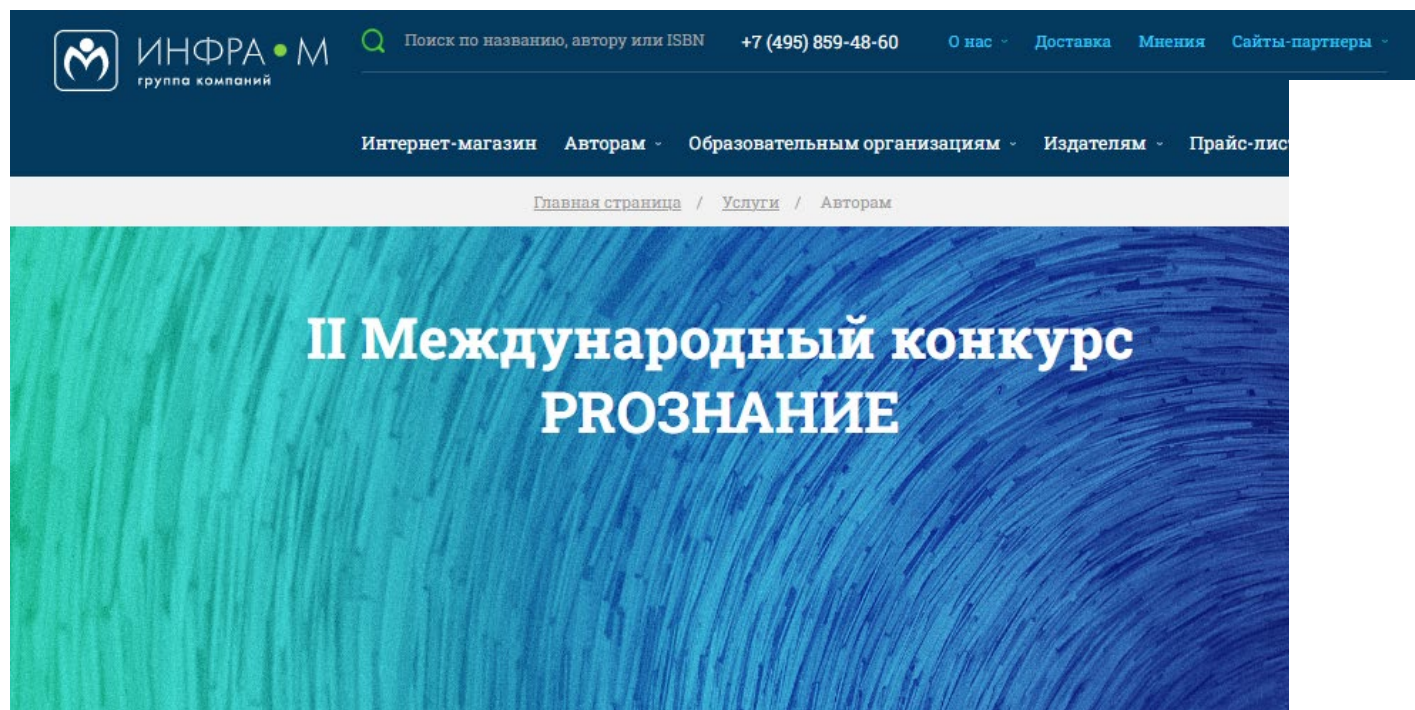 ИНФРА•М
группа компаний
Поиск по названию, автору или ISBN
+7 (495) 859-48-60
О нас
Доставка
Мнения
Сайты-партнеры
Интернет-магазин
Авторам
Образовательным организациям
Издателям
Главная страница / Услуги / Авторам
II Международный конкурс
PROЗНАНИЕ